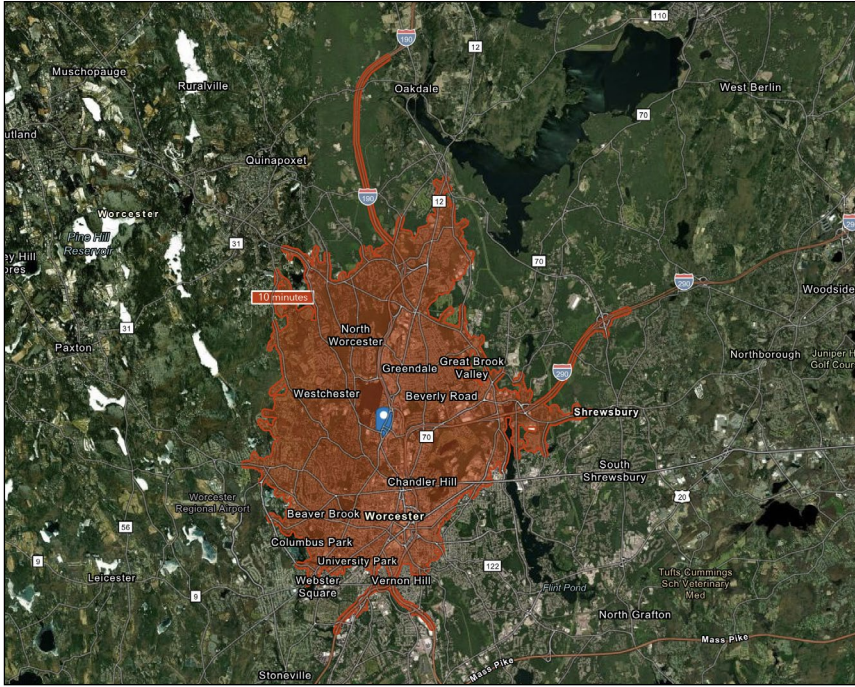 110
190
12
Muschopauge
Ruralville
Oakdale
West Berlin
70
utland
Quinapoxet
190
12
Worcester
Pine Hill
Reservoir
31
29
ey Hill
ores
70
290
10 minutes
Woodside
31
North
Worcester
Paxton
Northborough
Juniper H
Golf Cour
Greendale
Great Brook
Valley
290
Westchester
Beverly Road
Shrewsbury
70
South
Shrewsbury
Chandler Hill
Worcester
Regional Airport
20
Beaver Brook
Worcester
56
Columbus Park
9
University Park
122
Leicester
Webster
Square
Vernon Hill
Tufts Cummings
Sch Veterinary
Med
9
Flint Pond
North Grafton
Mass Pike
Mass Pike
Stoneville